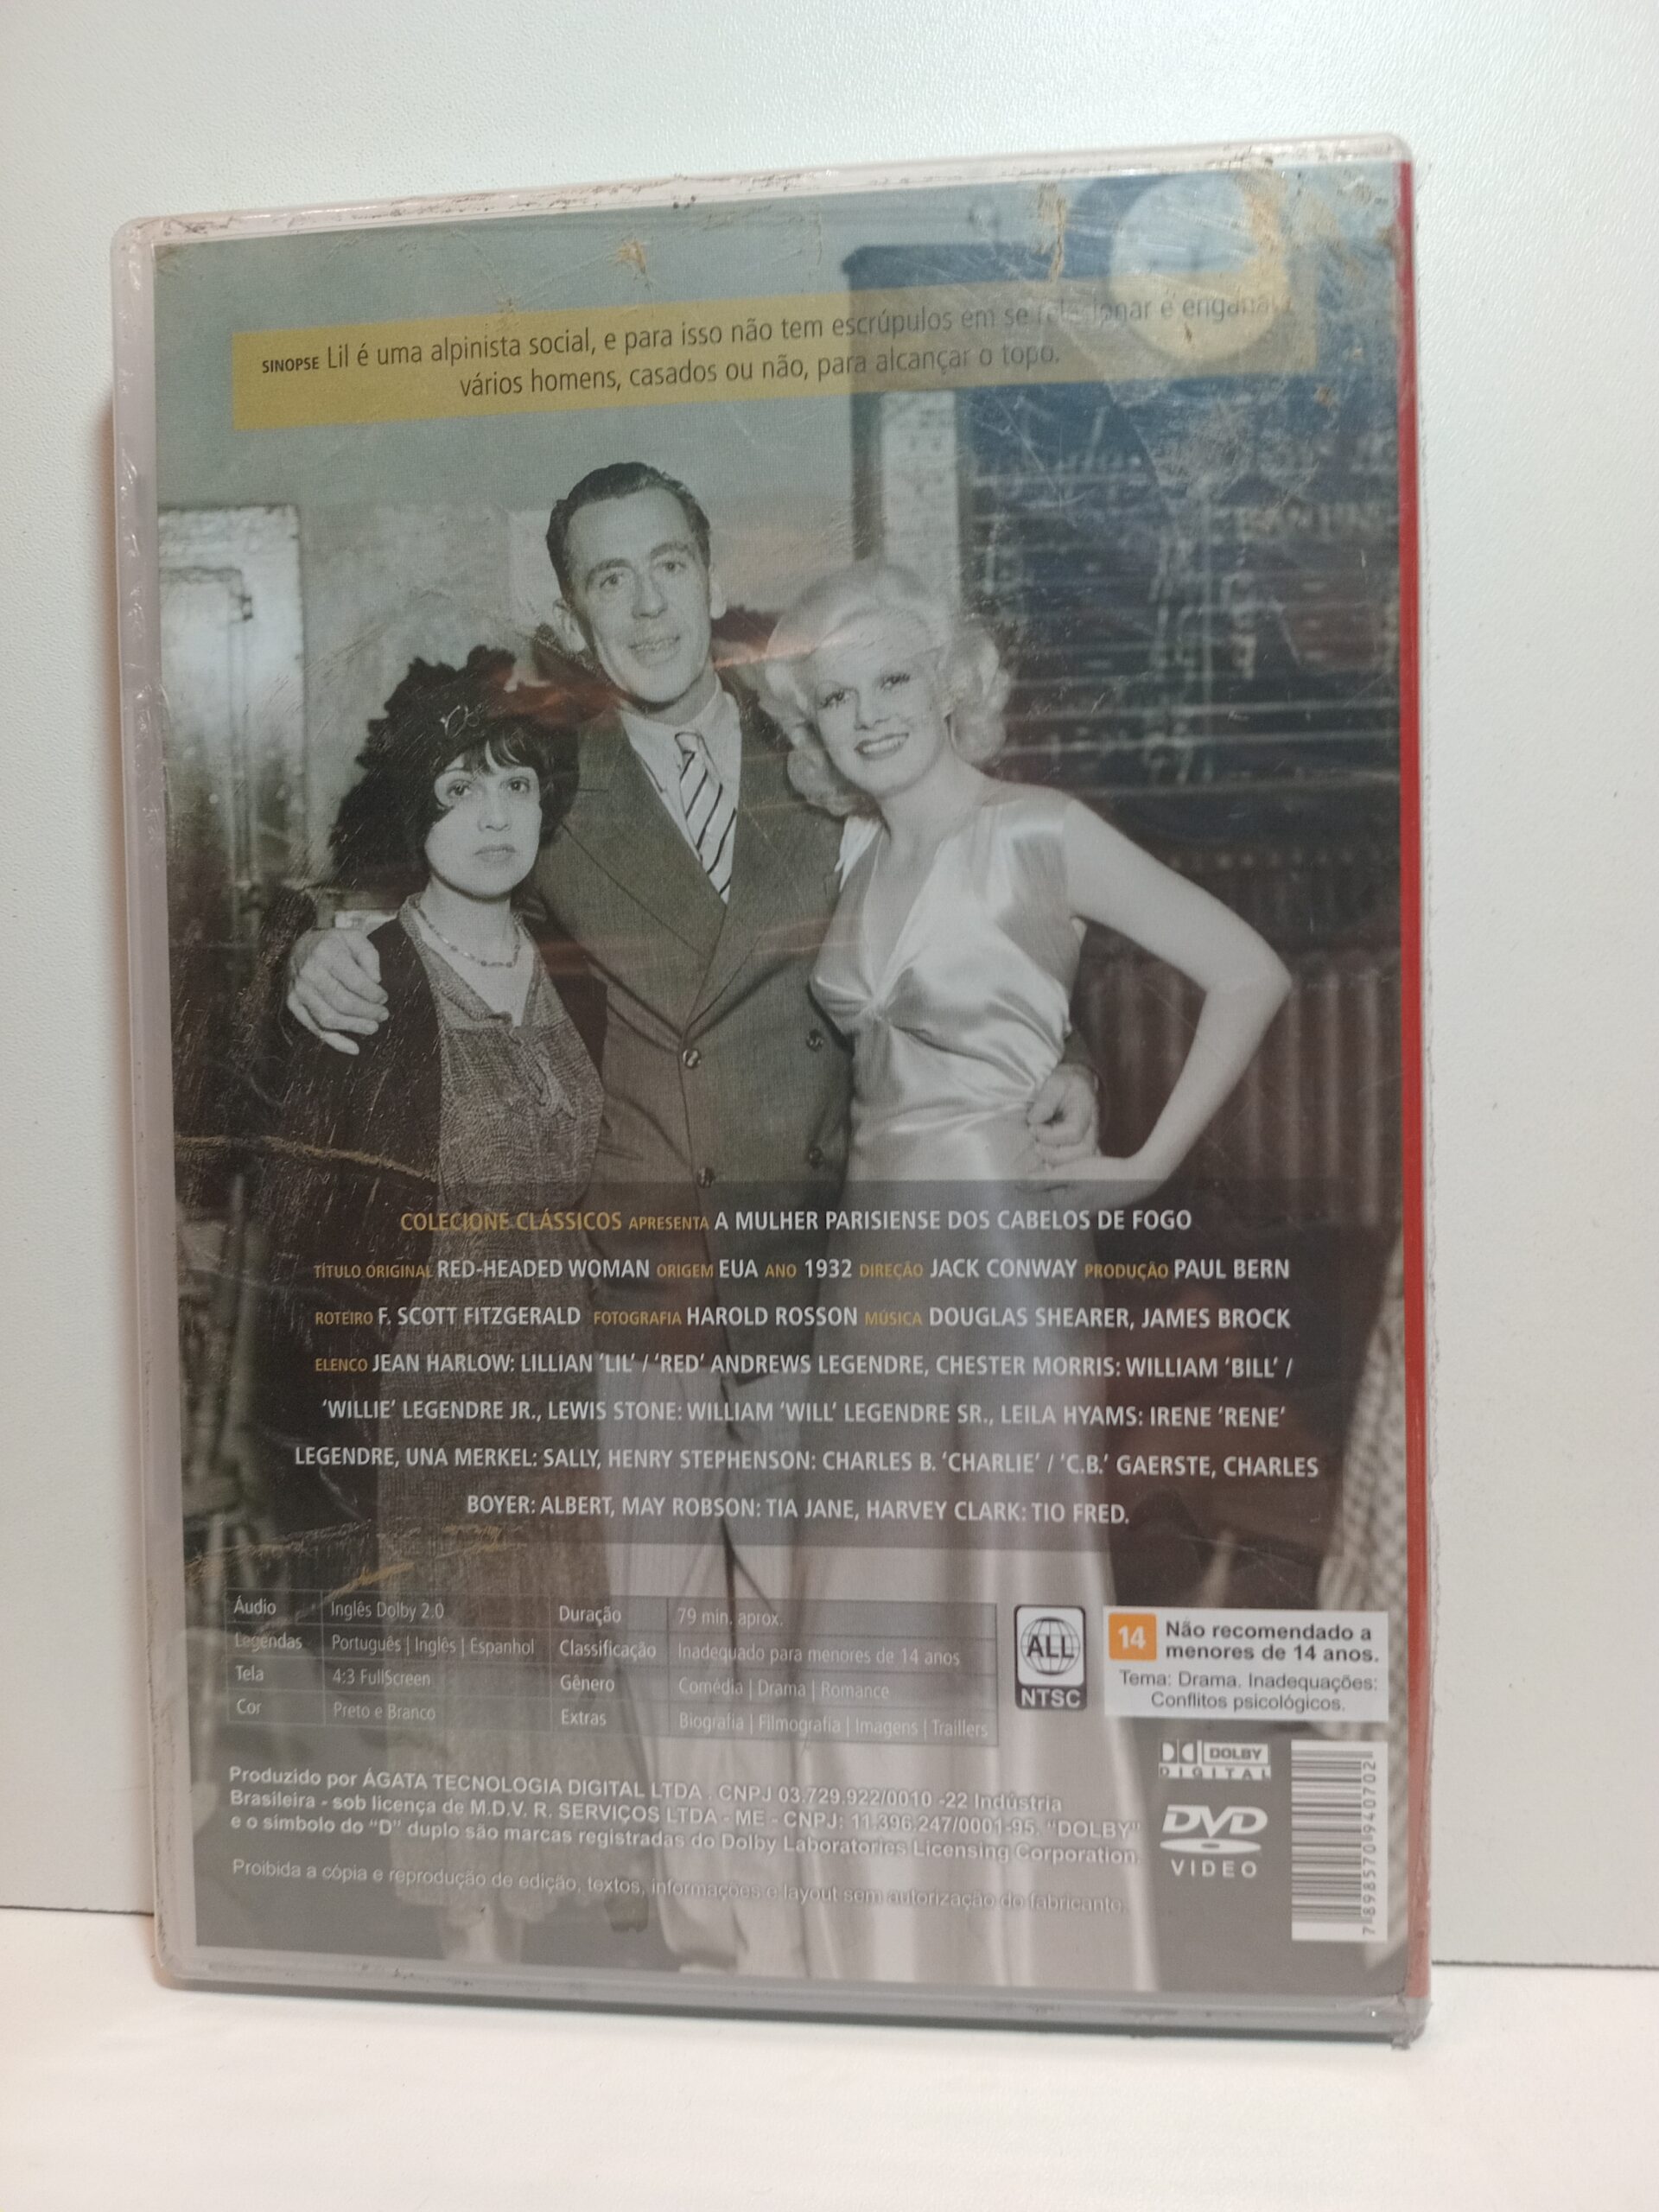 SINOPSE Lil é uma alpinista social, e para isso não tem escrúpulos em se relacionar e enganar
vários homens, casados ou não, para alcançar o topo.
COLECIONE CLÁSSICOS APRESENTA A MULHER PARISIENSE DOS CABELOS DE FOGO
TÍTULO ORIGINAL RED-HEADED WOMAN ORIGEM EUA ANO 1932 DIREÇÃO JACK CONWAY PRODUÇÃO PAUL BERN
ROTEIRO F. SCOTT FITZGERALD FOTOGRAFIA HAROLD ROSSON MÚSICA DOUGLAS SHEARER, JAMES BROCK
ELENCO JEAN HARLOW: LILLIAN 'LIL' / 'RED' ANDREWS LEGENDRE, CHESTER MORRIS: WILLIAM 'BILL' /
'WILLIE' LEGENDRE JR., LEWIS STONE: WILLIAM 'WILL' LEGENDRE SR., LEILA HYAMS: IRENE 'RENE'
LEGENDRE, UNA MERKEL: SALLY, HENRY STEPHENSON: CHARLES B. 'CHARLIE' / 'C.B.' GAERSTE, CHARLES
BOYER: ALBERT, MAY ROBSON: TIA JANE, HARVEY CLARK: TIO FRED.
Áudio Inglês Dolby 2.0 Duração 79 min. aprox.
Legendas Português | Inglês | Espanhol Classificação Inadequado para menores de 14 anos
Tela 4:3 FullScreen Gênero Comédia | Drama | Romance
Cor Preto e Branco Extras Biografia | Filmografia | Imagens | Traillers
ALL
NTSC
14 Não recomendado a
menores de 14 anos.
Tema: Drama. Inadequações:
Conflitos psicológicos.
Produzido por ÁGATA TECNOLOGIA DIGITAL LTDA . CNPJ 03.729.922/0010 -22 Indústria
Brasileira - sob licença de M.D.V. R. SERVIÇOS LTDA - ME - CNPJ: 11.396.247/0001-95. "DOLBY"
e o símbolo do "D" duplo são marcas registradas do Dolby Laboratories Licensing Corporation.
Proibida a cópia e reprodução de edição, textos, informações e layout sem autorização do fabricante.
DOLBY
DIGITAL
DVD
VIDEO
7898570940702